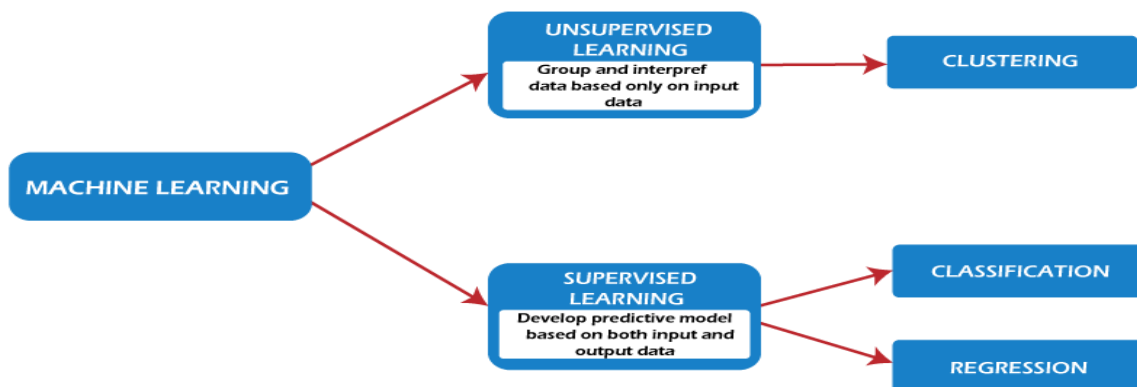 UNSUPERVISED
LEARNING
Group and interpref
data based only on input
data
CLUSTERING
MACHINE LEARNING
SUPERVISED
LEARNING
Develop predictive model
based on both input and
output data
CLASSIFICATION
REGRESSION